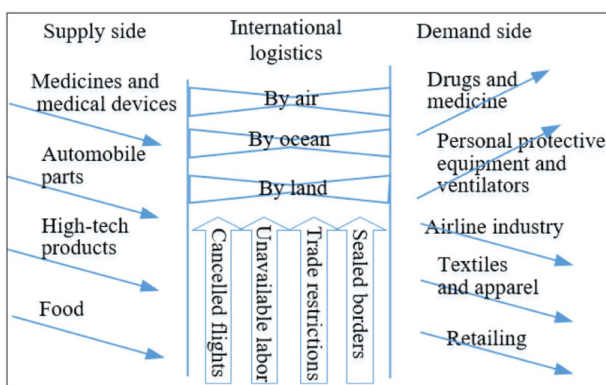 Supply side
Medicines and
medical devices
Automobile
parts
High-tech
products
Food
International
logistics
By air
By ocean
By land
Cancelled flights
Unavailable labor
Trade restrictions
Sealed borders
Demand side
Drugs and
medicine
Personal protective
equipment and
ventilators
Airline industry
Textiles
and apparel
Retailing